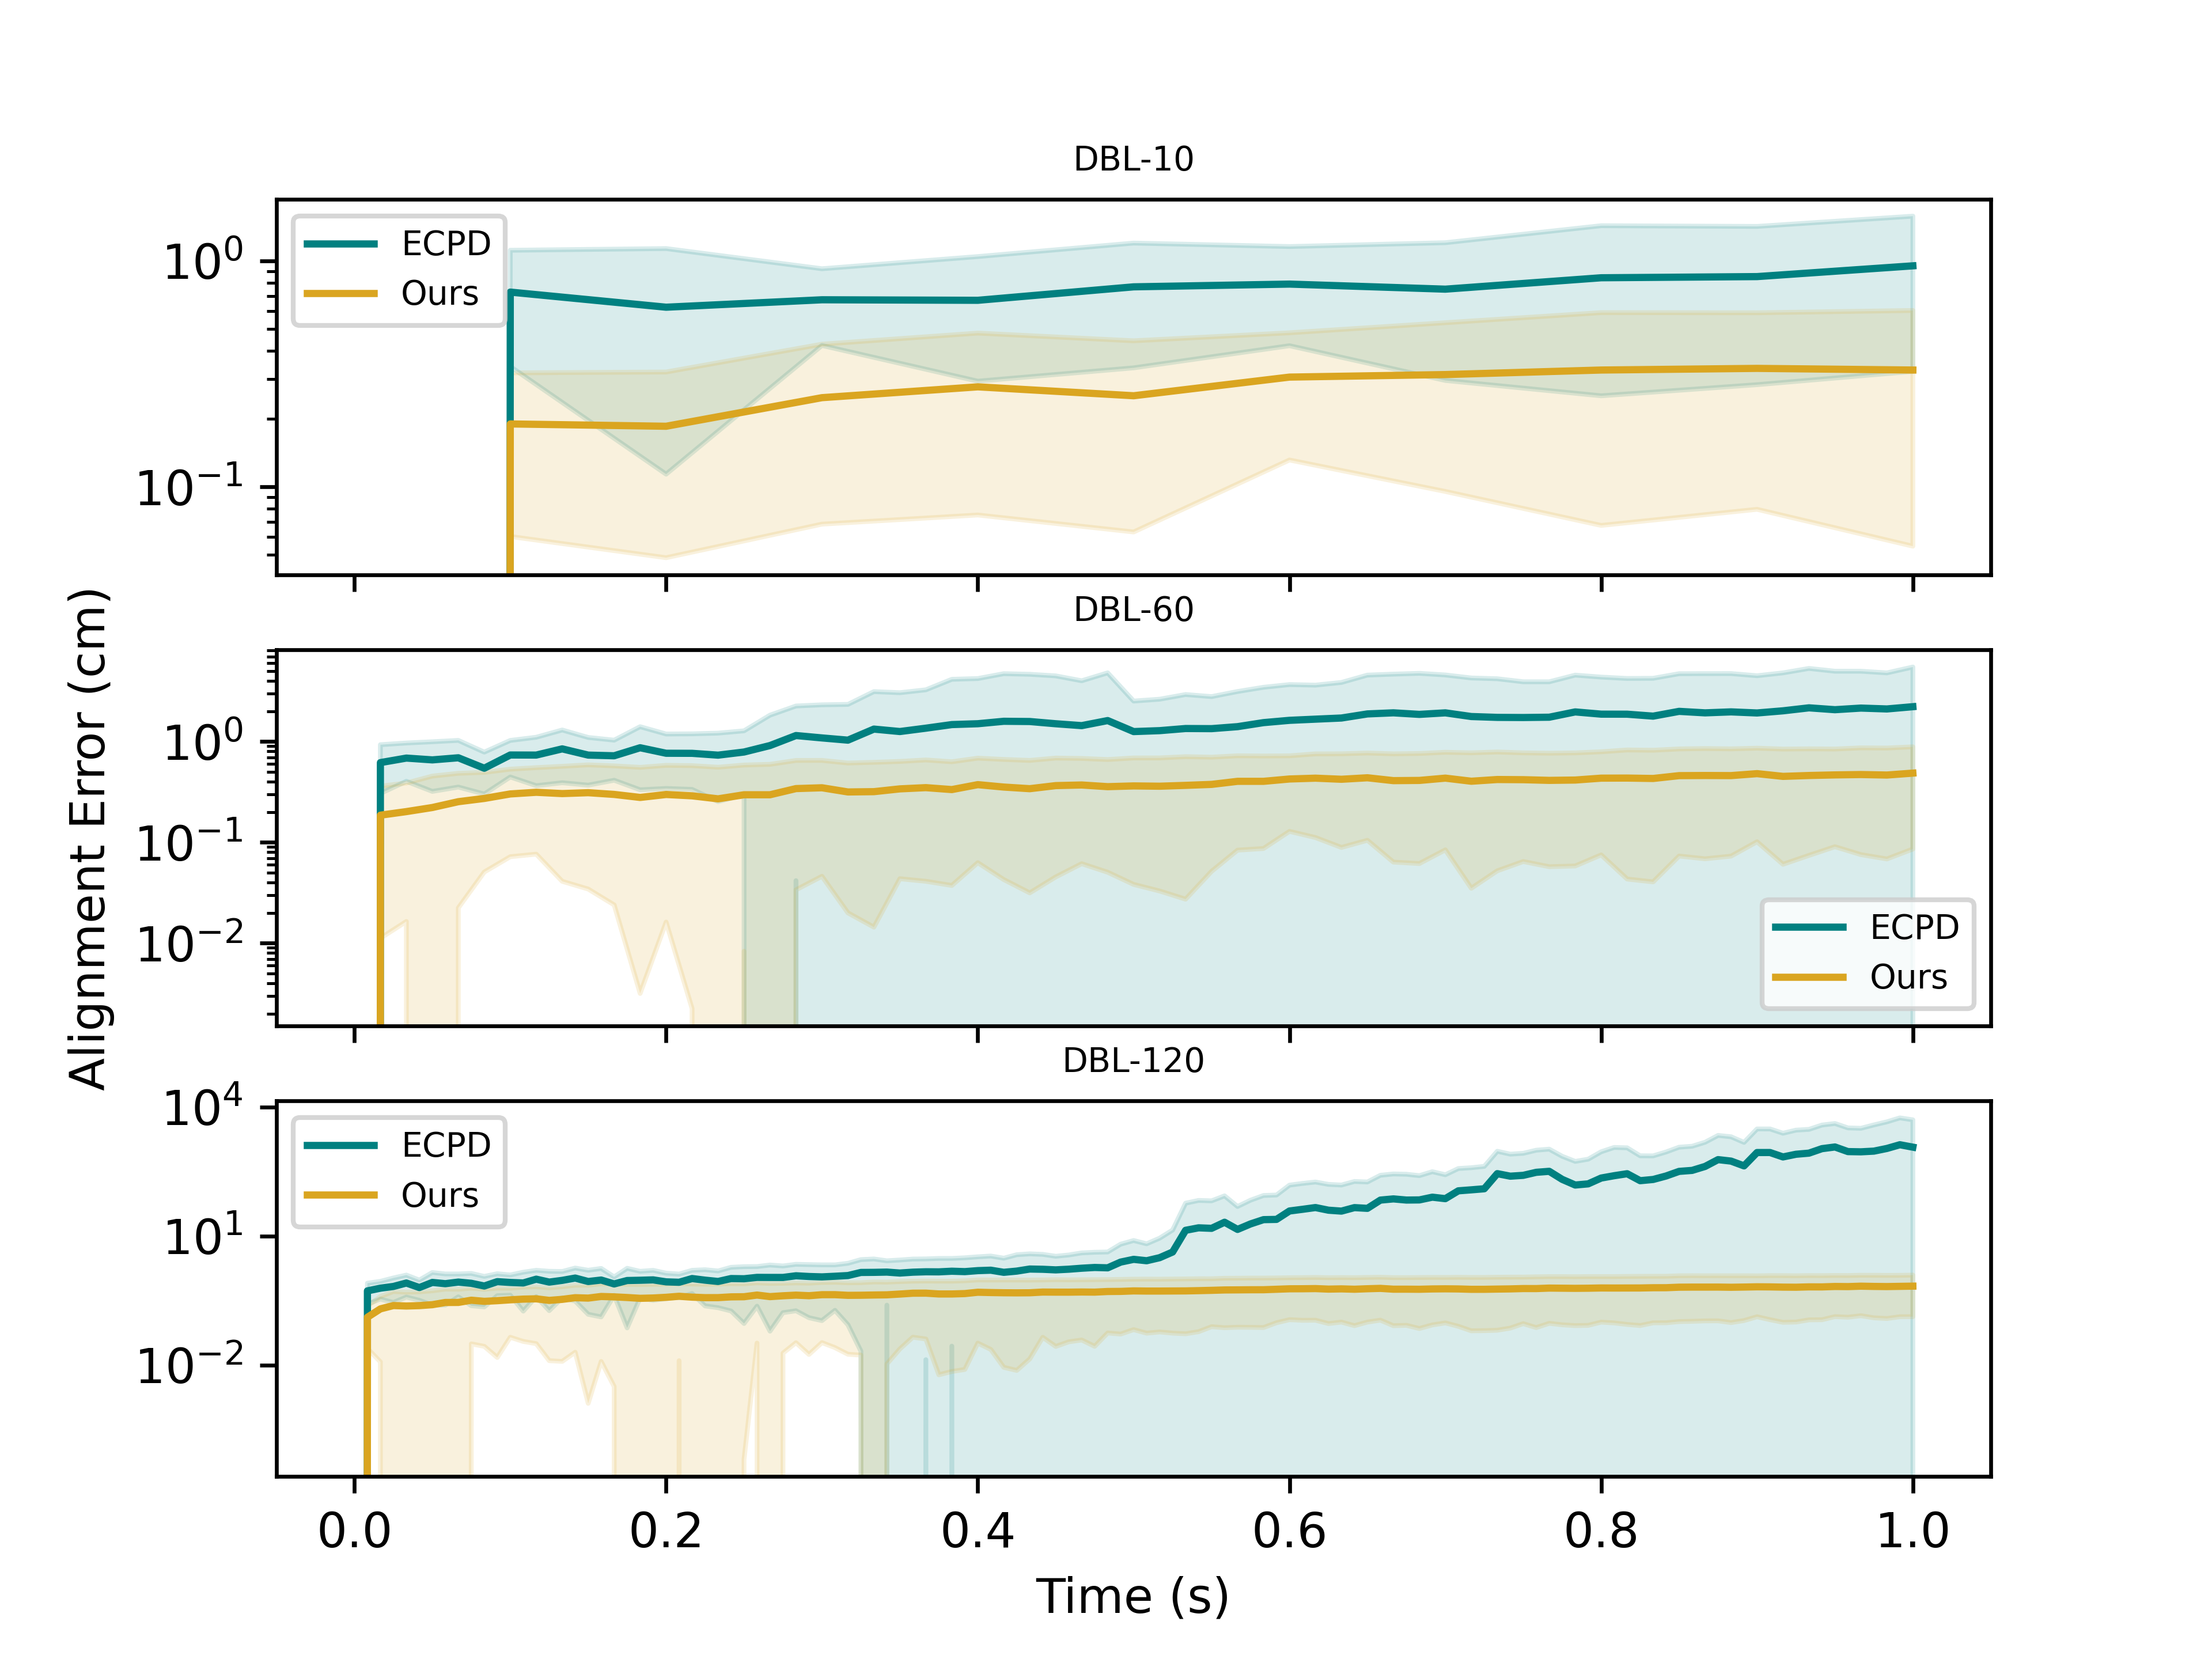 DBL-10
10⁰
10⁻¹
ECPD
Ours
DBL-60
10⁰
10⁻¹
10⁻²
ECPD
Ours
Alignment Error (cm)
DBL-120
10⁴
10¹
10⁻²
ECPD
Ours
0.0 0.2 0.4 0.6 0.8 1.0
Time (s)